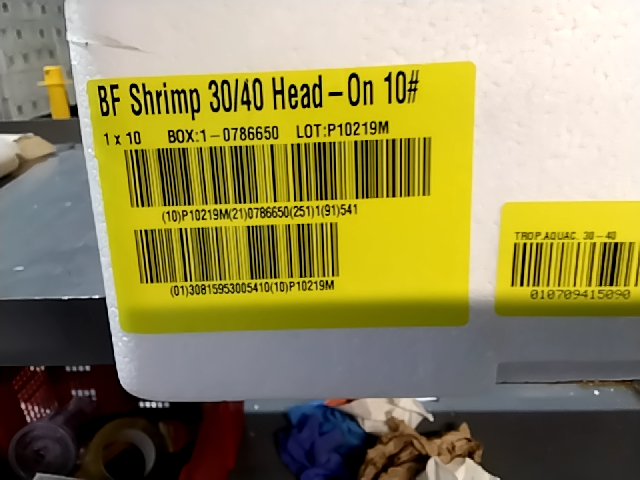 BF Shrimp 30/40 Head-On 10#
1 x 10 BOX:1-0786650 LOT:P10219M
(10)P10219M(21)0786650(251)1(91)541
(01)30815953005410(10)P10219M
TROP.AQUAC. 30-40
010709415090